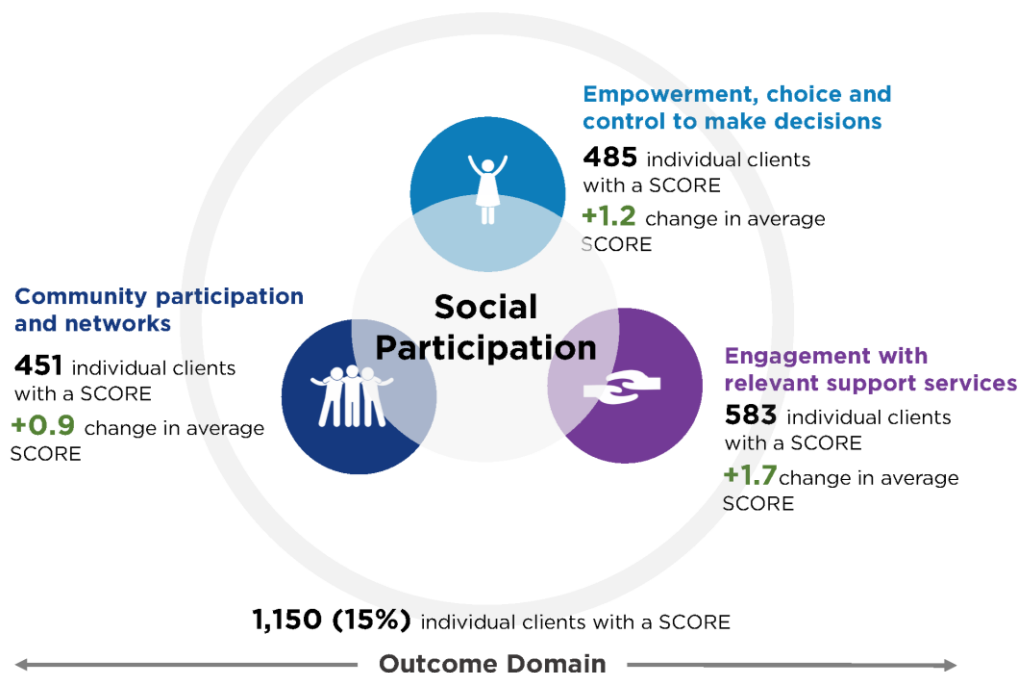 Empowerment, choice and
control to make decisions
485 individual clients
with a SCORE
+1.2 change in average
SCORE
Social
Participation
Community participation
and networks
451 individual clients
with a SCORE
+0.9 change in average
SCORE
Engagement with
relevant support services
583 individual clients
with a SCORE
+1.7change in average
SCORE
1,150 (15%) individual clients with a SCORE
Outcome Domain